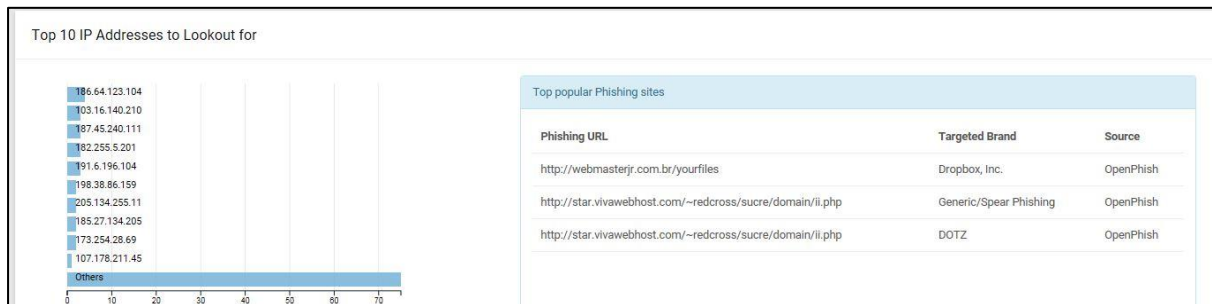 Top 10 IP Addresses to Lookout for
186.64.123.104
103.16.140.210
187.45.240.111
182.255.5.201
191.6.196.104
198.38.86.159
205.134.255.11
185.27.134.205
173.254.28.69
107.178.211.45
Others
0 10 20 30 40 50 60 70
Top popular Phishing sites
Phishing URL Targeted Brand Source
http://webmasterjr.com.br/yourfiles Dropbox, Inc. OpenPhish
http://star.vivawebhost.com/~redcross/sucre/domain/ii.php Generic/Spear Phishing OpenPhish
http://star.vivawebhost.com/~redcross/sucre/domain/ii.php DOTZ OpenPhish